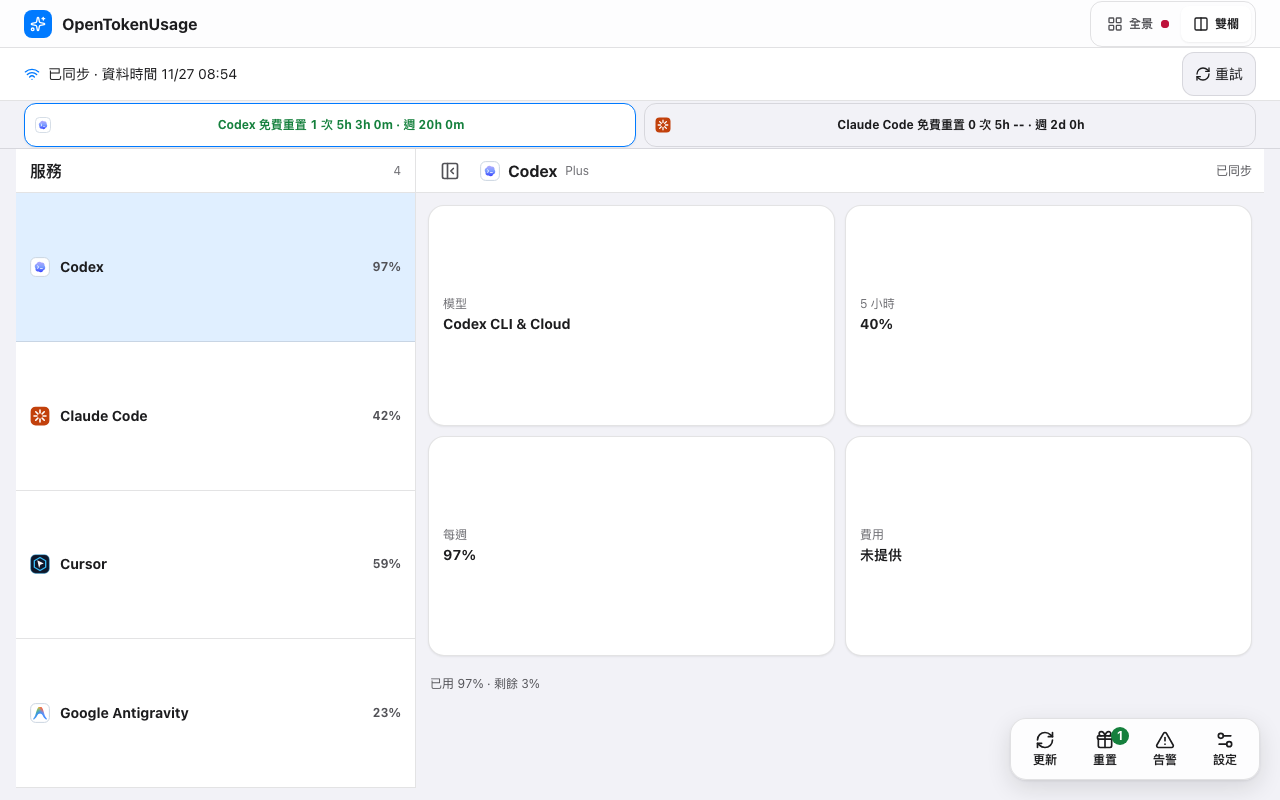 OpenTokenUsage
全景
雙欄
已同步 · 資料時間 11/27 08:54
重試
Codex 免費重置 1 次 5h 3h 0m · 週 20h 0m
Claude Code 免費重置 0 次 5h -- · 週 2d 0h
服務
4
Codex
97%
Claude Code
42%
Cursor
59%
Google Antigravity
23%
Codex Plus
已同步
模型
Codex CLI & Cloud
5 小時
40%
每週
97%
費用
未提供
已用 97% · 剩餘 3%
更新
重置
1
告警
設定